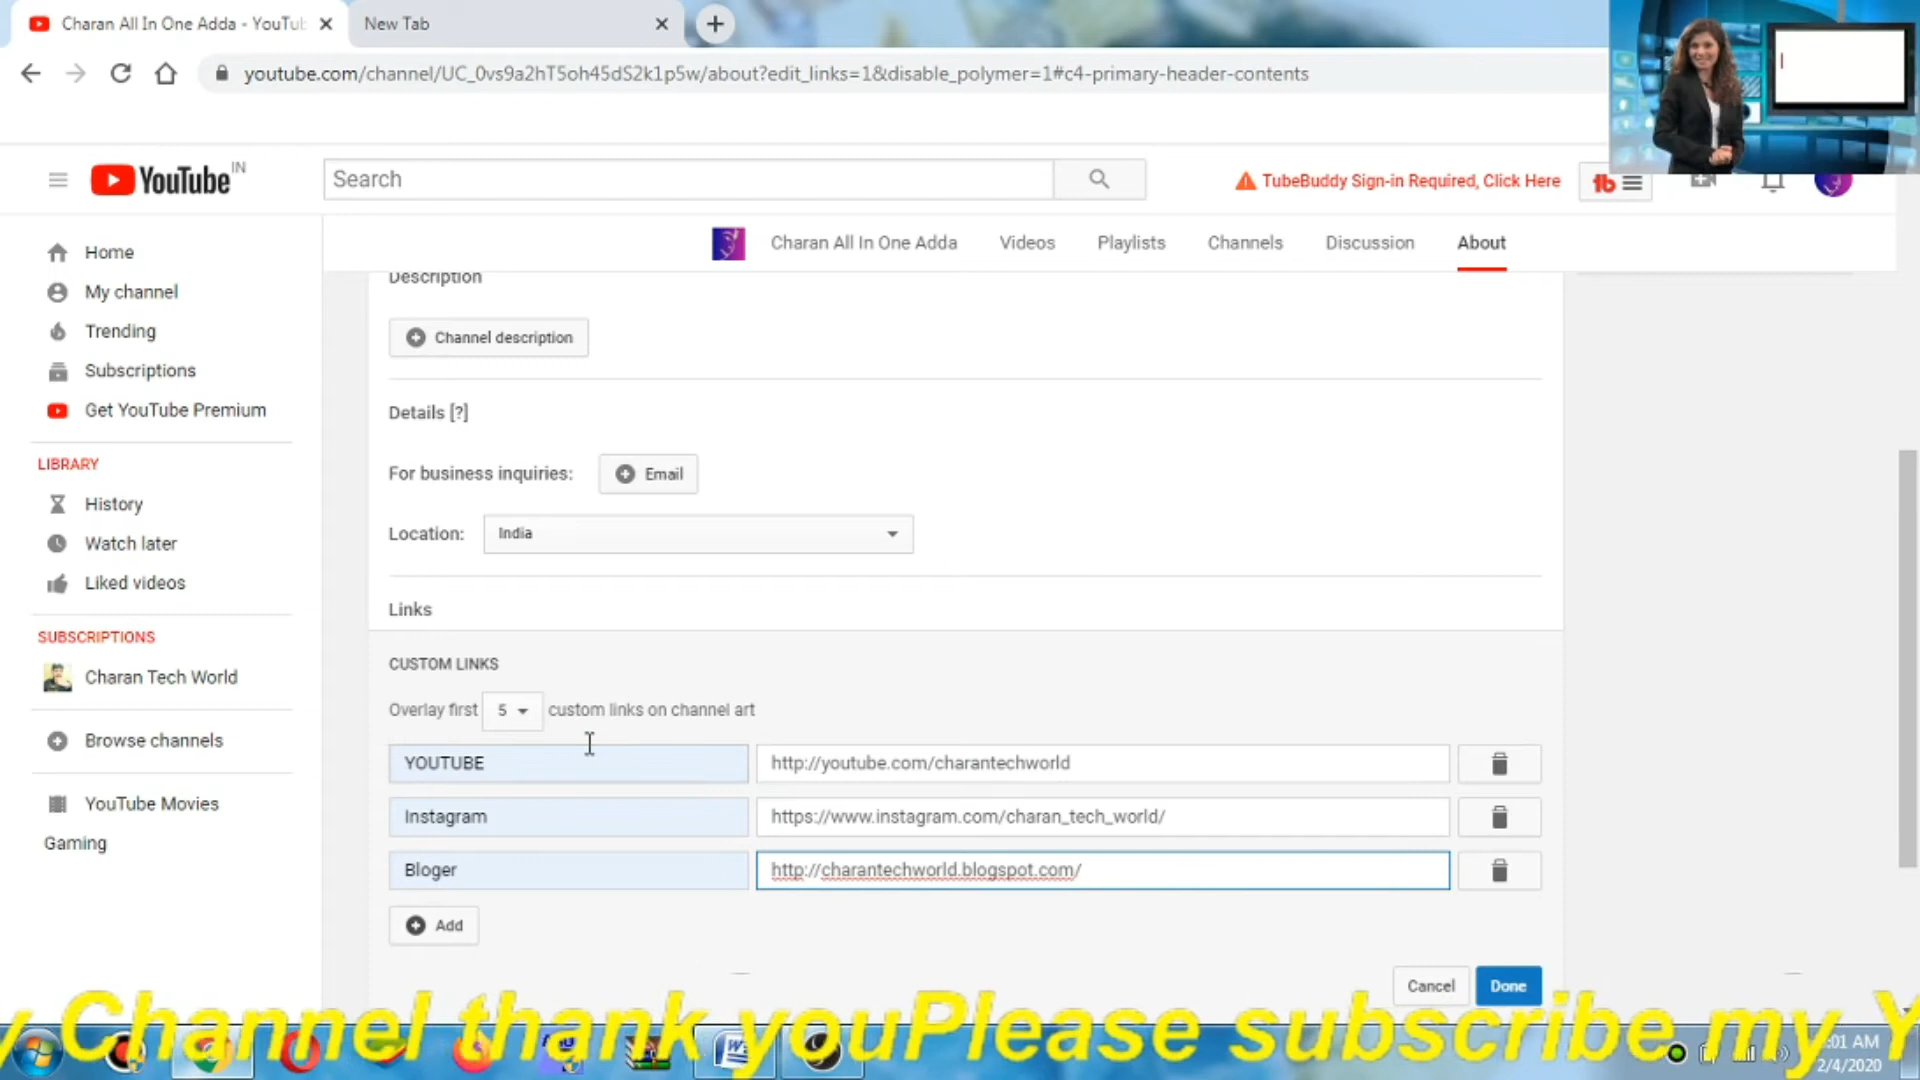 Charan All In One Adda - YouTub
New Tab
youtube.com/channel/UC_0vs9a2hT5oh45dS2k1p5w/about?edit_links=1&disable_polymer=1#c4-primary-header-contents
YouTube IN
Search
TubeBuddy Sign-in Required, Click Here
tb
Charan All In One Adda
Videos
Playlists
Channels
Discussion
About
Home
My channel
Trending
Subscriptions
Get YouTube Premium
LIBRARY
History
Watch later
Liked videos
SUBSCRIPTIONS
Charan Tech World
Browse channels
YouTube Movies
Gaming
Description
Channel description
Details [?]
For business inquiries:
Email
Location:
India
Links
CUSTOM LINKS
Overlay first 5 custom links on channel art
YOUTUBE
http://youtube.com/charantechworld
Instagram
https://www.instagram.com/charan_tech_world/
Bloger
http://charantechworld.blogspot.com/
Add
Cancel
Done
y Channel thank youPlease subscribe my Y
:01 AM
2/4/2020